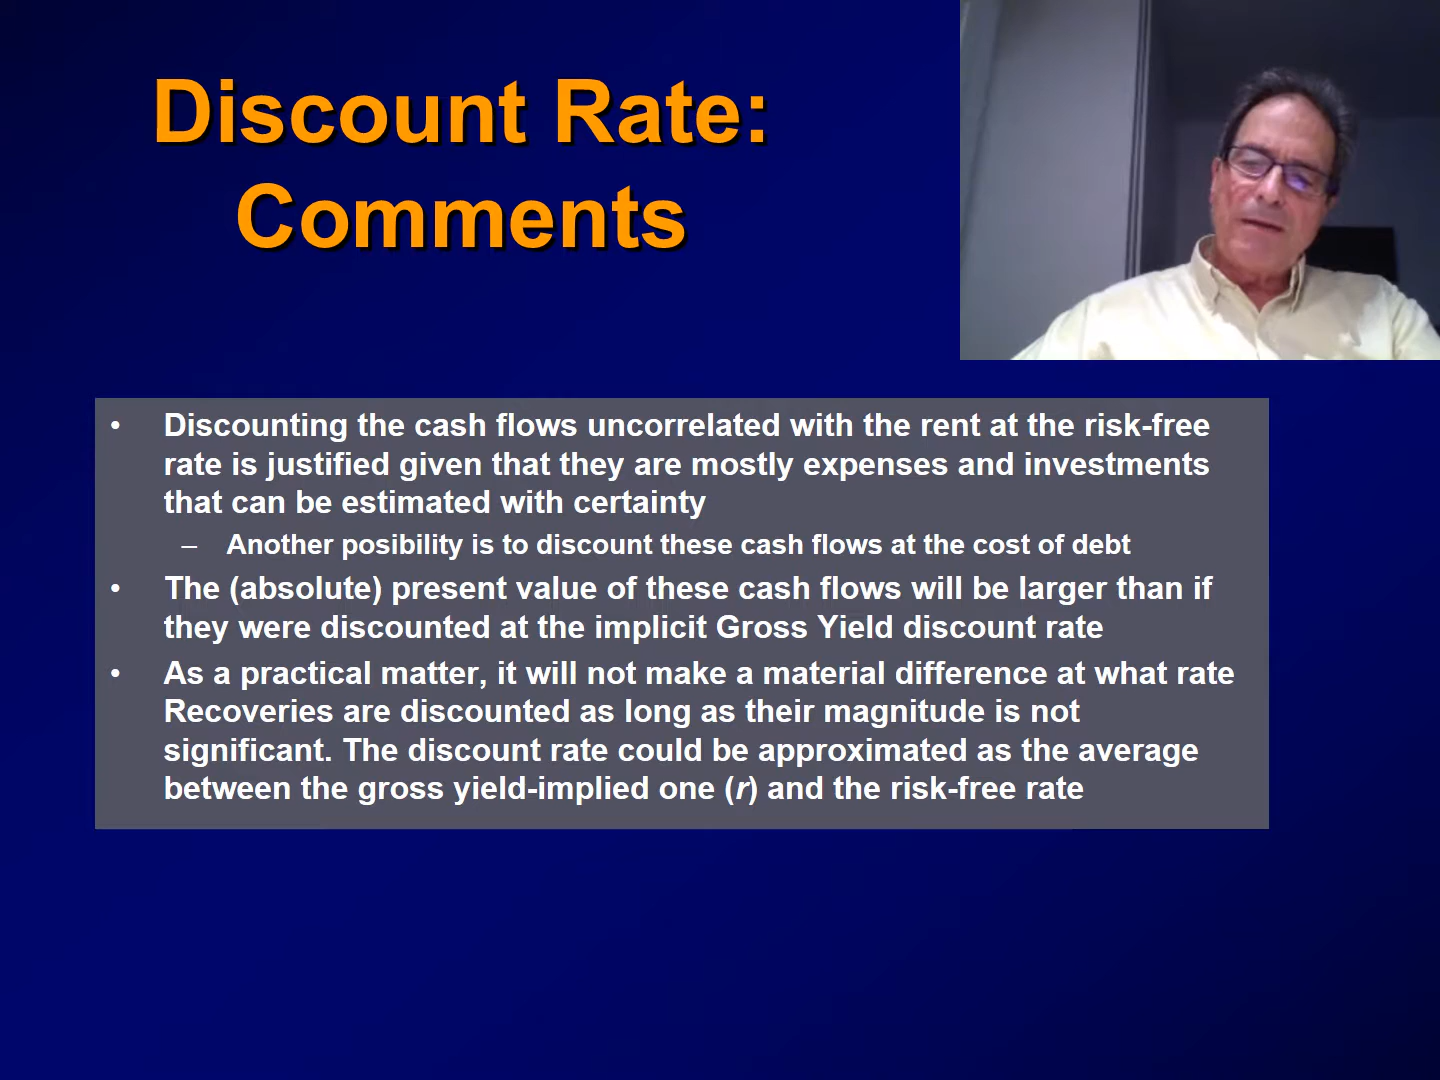 Discount Rate:
Comments
• Discounting the cash flows uncorrelated with the rent at the risk-free
rate is justified given that they are mostly expenses and investments
that can be estimated with certainty
– Another posibility is to discount these cash flows at the cost of debt
• The (absolute) present value of these cash flows will be larger than if
they were discounted at the implicit Gross Yield discount rate
• As a practical matter, it will not make a material difference at what rate
Recoveries are discounted as long as their magnitude is not
significant. The discount rate could be approximated as the average
between the gross yield-implied one (r) and the risk-free rate